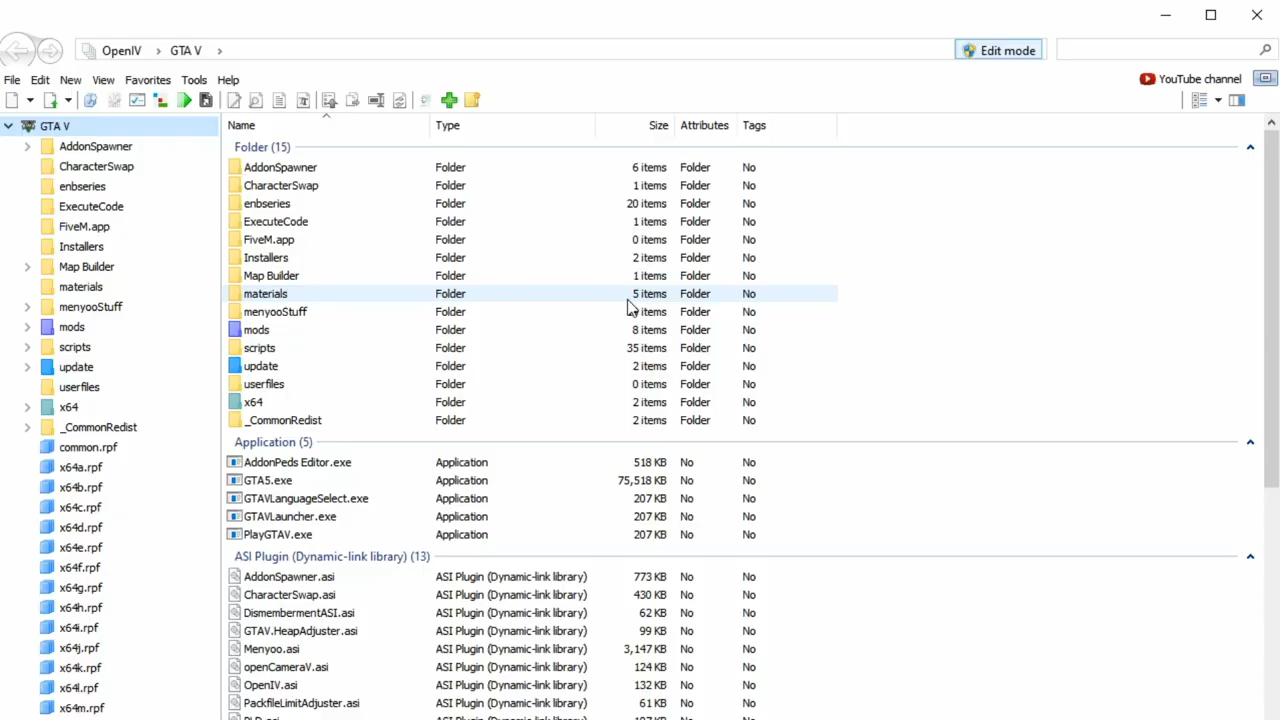 OpenIV GTA V Edit mode
File Edit New View Favorites Tools Help YouTube channel
GTA V
AddonSpawner
CharacterSwap
enbseries
ExecuteCode
FiveM.app
Installers
Map Builder
materials
menyooStuff
mods
scripts
update
userfiles
x64
_CommonRedist
common.rpf
x64a.rpf
x64b.rpf
x64c.rpf
x64d.rpf
x64e.rpf
x64f.rpf
x64g.rpf
x64h.rpf
x64i.rpf
x64j.rpf
x64k.rpf
x64l.rpf
x64m.rpf
Name Type Size Attributes Tags
Folder (15)
AddonSpawner Folder 6 items Folder No
CharacterSwap Folder 1 items Folder No
enbseries Folder 20 items Folder No
ExecuteCode Folder 1 items Folder No
FiveM.app Folder 0 items Folder No
Installers Folder 2 items Folder No
Map Builder Folder 1 items Folder No
materials Folder 5 items Folder No
menyooStuff Folder items Folder No
mods Folder 8 items Folder No
scripts Folder 35 items Folder No
update Folder 2 items Folder No
userfiles Folder 0 items Folder No
x64 Folder 2 items Folder No
_CommonRedist Folder 2 items Folder No
Application (5)
AddonPeds Editor.exe Application 518 KB No No
GTA5.exe Application 75,518 KB No No
GTAVLanguageSelect.exe Application 207 KB No No
GTAVLauncher.exe Application 207 KB No No
PlayGTAV.exe Application 207 KB No No
ASI Plugin (Dynamic-link library) (13)
AddonSpawner.asi ASI Plugin (Dynamic-link library) 773 KB No No
CharacterSwap.asi ASI Plugin (Dynamic-link library) 430 KB No No
DismembermentASI.asi ASI Plugin (Dynamic-link library) 62 KB No No
GTAV.HeapAdjuster.asi ASI Plugin (Dynamic-link library) 99 KB No No
Menyoo.asi ASI Plugin (Dynamic-link library) 3,147 KB No No
openCameraV.asi ASI Plugin (Dynamic-link library) 124 KB No No
OpenIV.asi ASI Plugin (Dynamic-link library) 132 KB No No
PackfileLimitAdjuster.asi ASI Plugin (Dynamic-link library) 61 KB No No